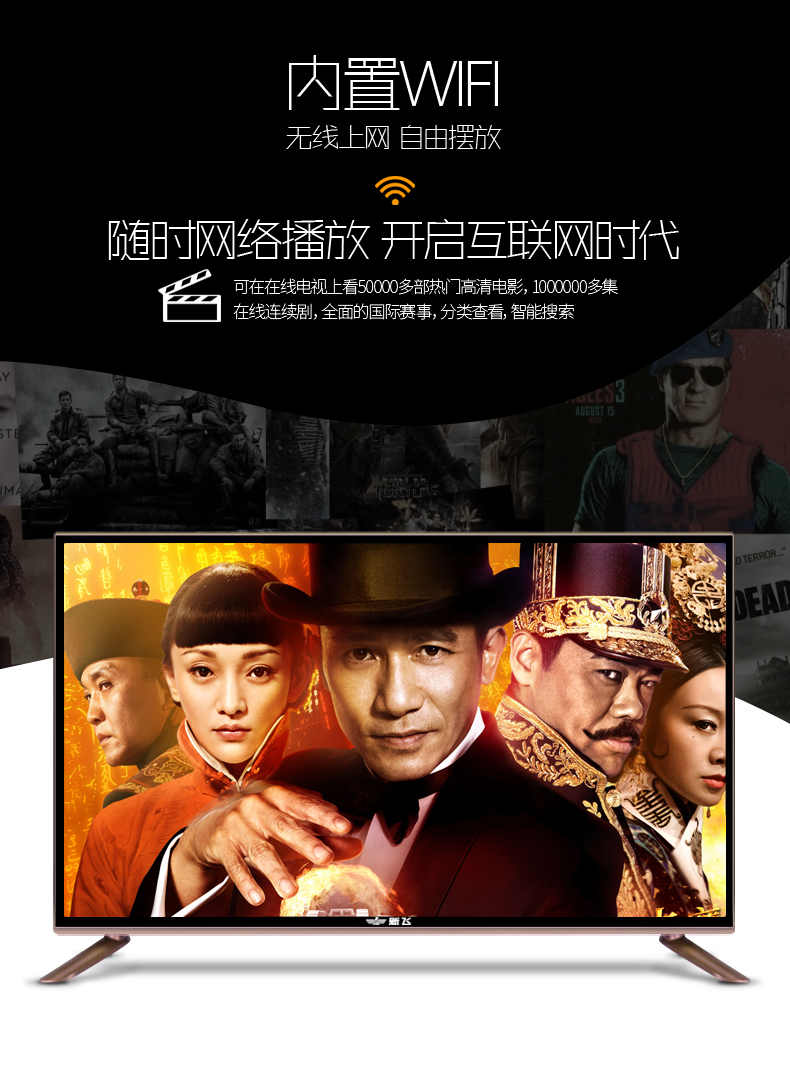 内置WIFI
无线上网 自由摆放
随时网络播放 开启互联网时代
可在在线电视上看50000多部热门高清电影, 1000000多集
在线连续剧, 全面的国际赛事, 分类查看, 智能搜索
AUGUST 15
O TERROR..."
DEAD
新飞